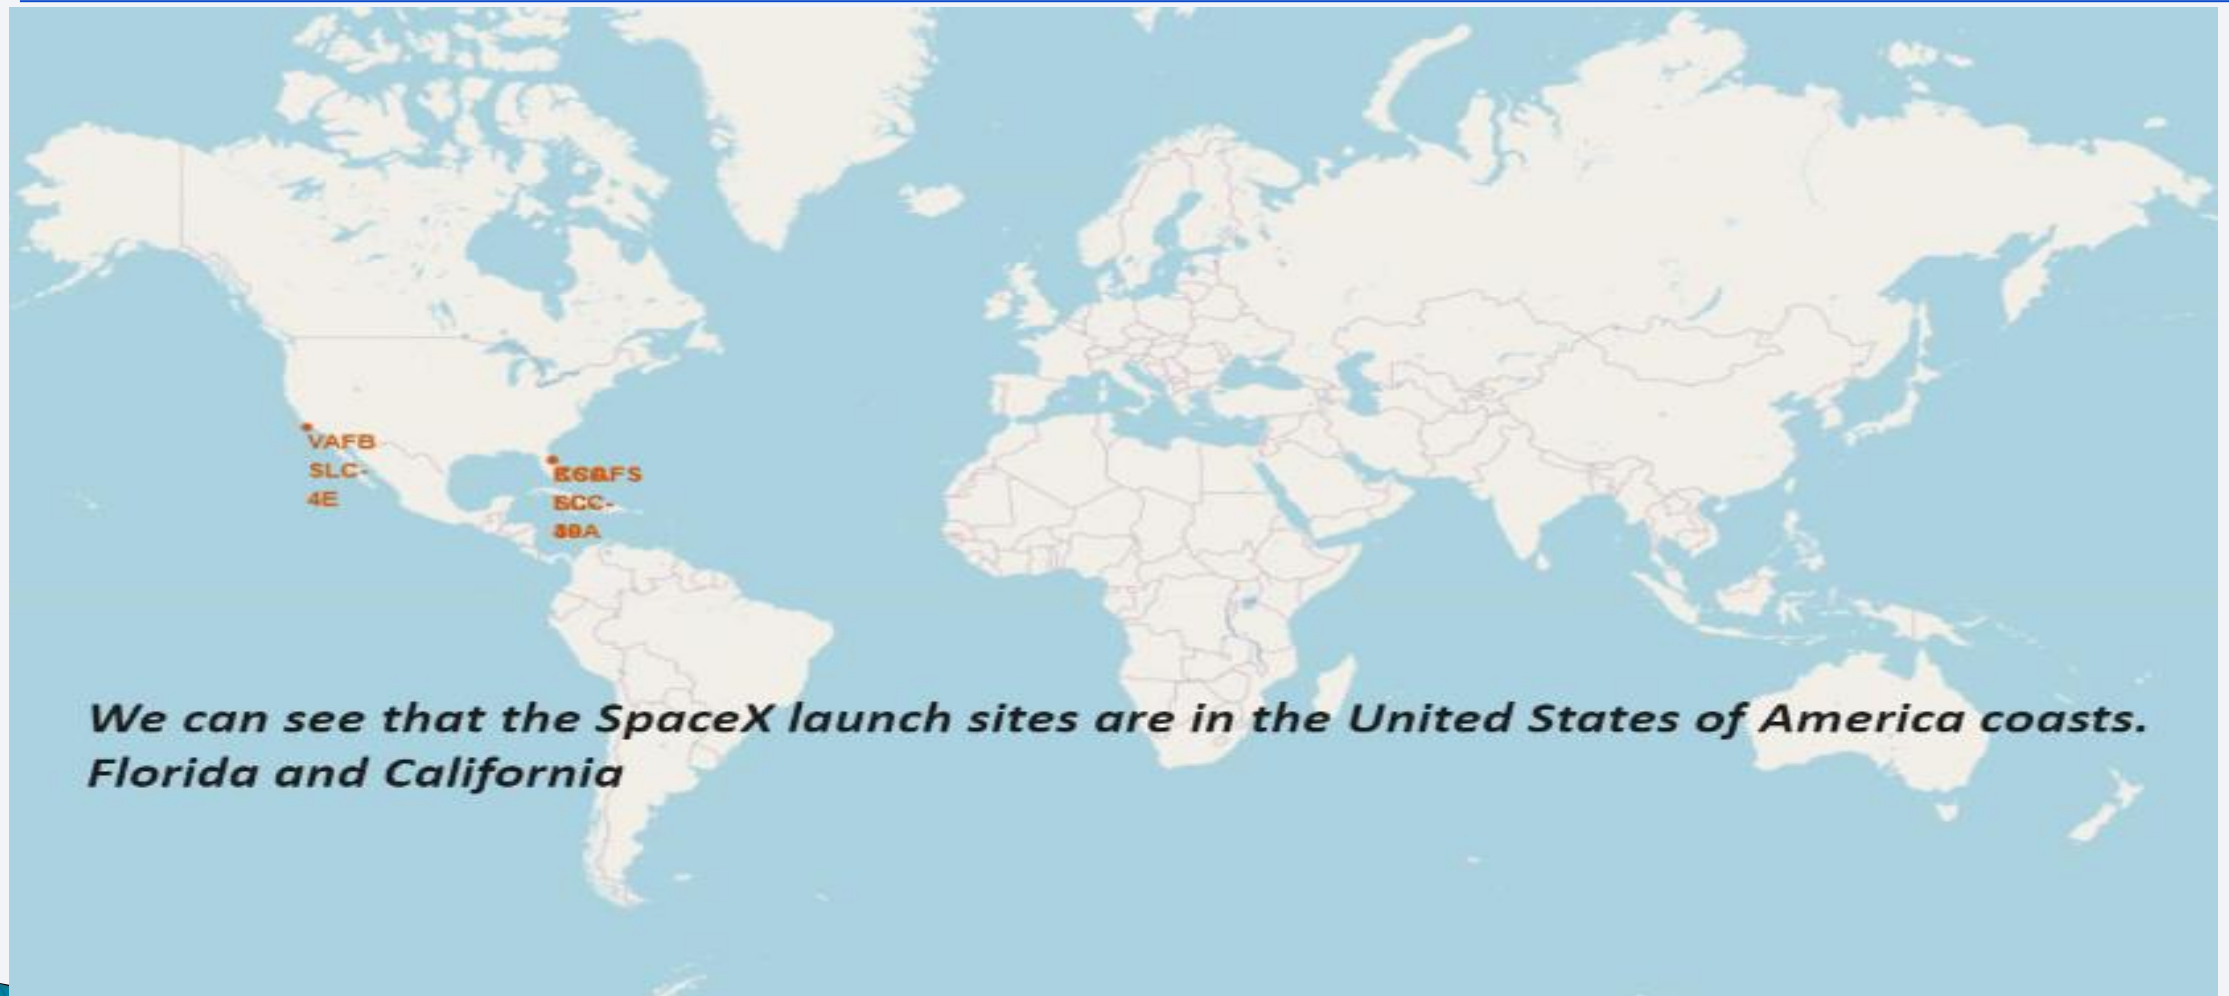 VAFB
SLC-
4E
We can see that the SpaceX launch sites are in the United States of America coasts.
Florida and California